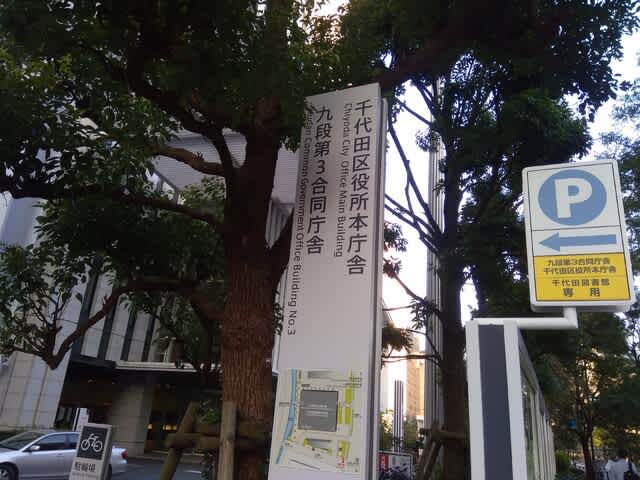 千代田区役所本庁舎
Chiyoda City Office Main Building
九段第3合同庁舎
Kudan Common Government Office Building No.3
P
九段第3合同庁舎
千代田区役所本庁舎
千代田図書館
専用
駐輪場